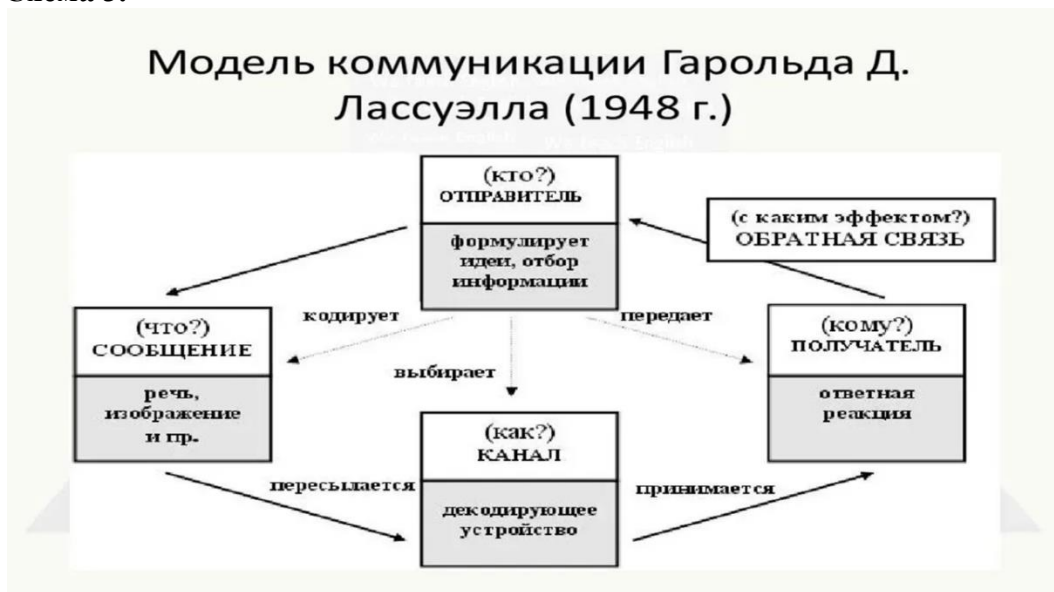 Модель коммуникации Гарольда Д.
Лассуэлла (1948 г.)
(кто?)
ОТПРАВИТЕЛЬ
формулирует
идеи, отбор
информации
(с каким эффектом?)
ОБРАТНАЯ СВЯЗЬ
кодирует
выбирает
передает
(что?)
СООБЩЕНИЕ
речь,
изображение
и пр.
(кому?)
ПОЛУЧАТЕЛЬ
ответная
реакция
(как?)
КАНАЛ
декодирующее
устройство
пересылается
принимается